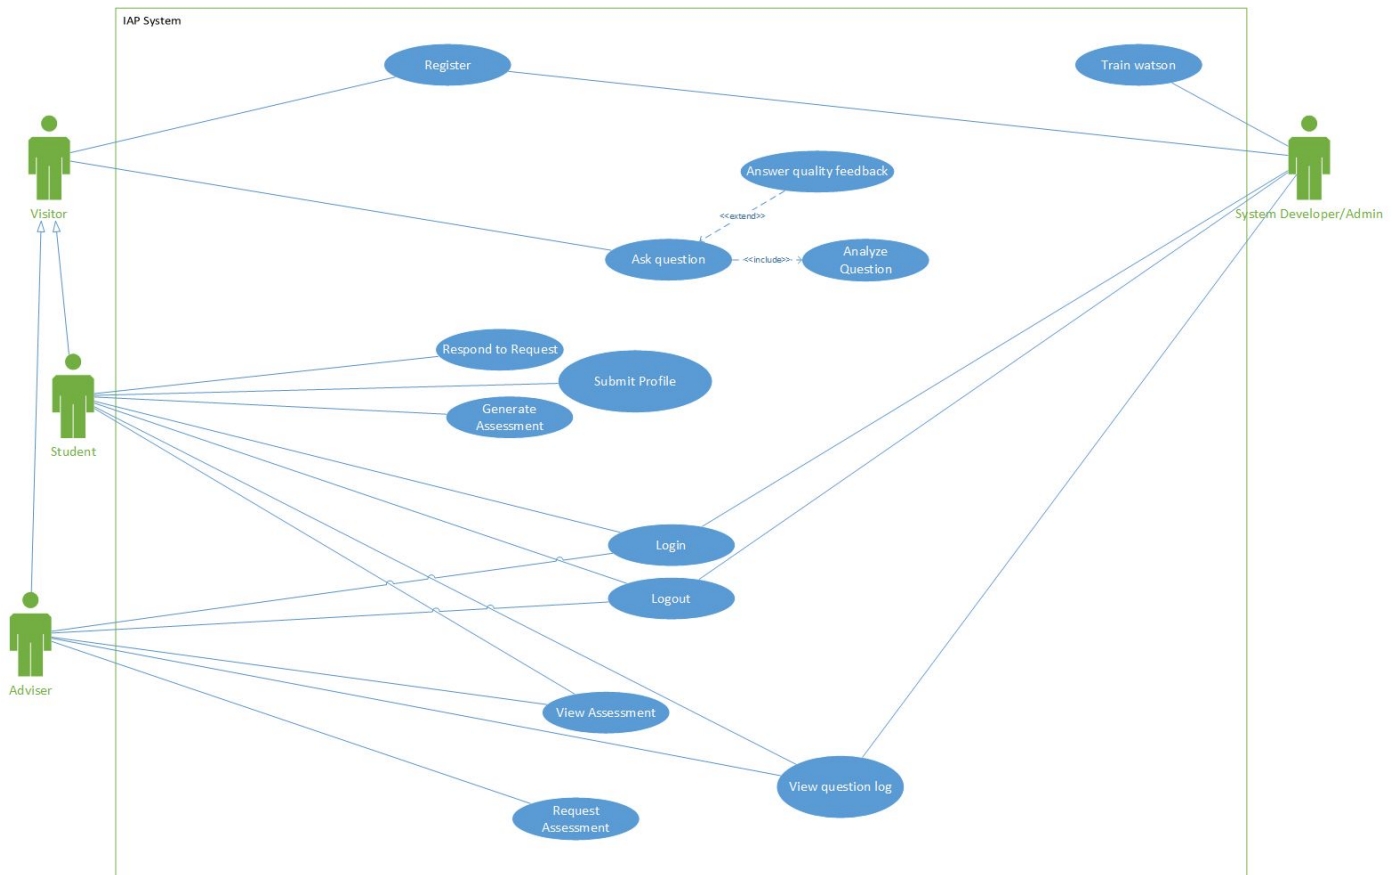 IAP System
Register
Train watson
Visitor
Answer quality feedback
System Developer/Admin
<<extend>>
Ask question
<<include>>
Analyze
Question
Respond to Request
Submit Profile
Generate
Assessment
Student
Login
Logout
Adviser
View Assessment
View question log
Request
Assessment